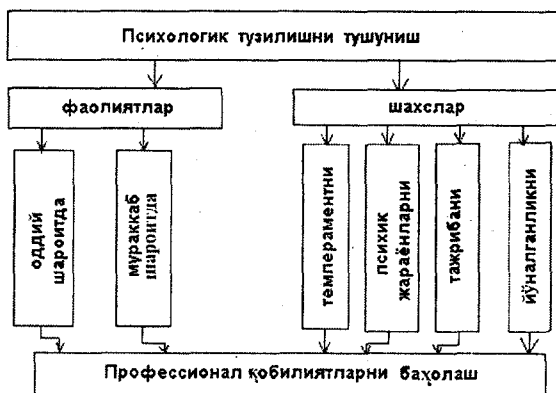 Психологик тузилишни тушуниш
фаолиятлар
шахслар
оддий
шароитда
мураккаб
шароитда
темпераментни
психик
жараёнларни
тажрибани
йўналганликни
Профессионал қобилиятларни баҳолаш